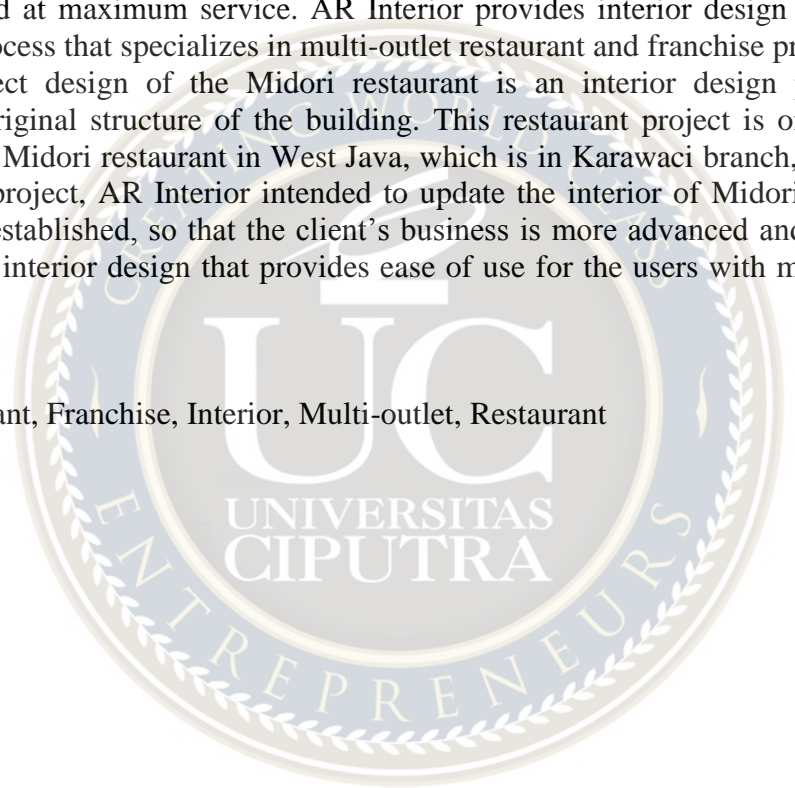 d at maximum service. AR Interior provides interior design
ocess that specializes in multi-outlet restaurant and franchise pr
ect design of the Midori restaurant is an interior design
riginal structure of the building. This restaurant project is o
Midori restaurant in West Java, which is in Karawaci branch,
project, AR Interior intended to update the interior of Midori
established, so that the client's business is more advanced and
interior design that provides ease of use for the users with m
ant, Franchise, Interior, Multi-outlet, Restaurant
CREATING WORLD CLASS
UC
UNIVERSITAS
CIPUTRA
ENTREPRENEURS